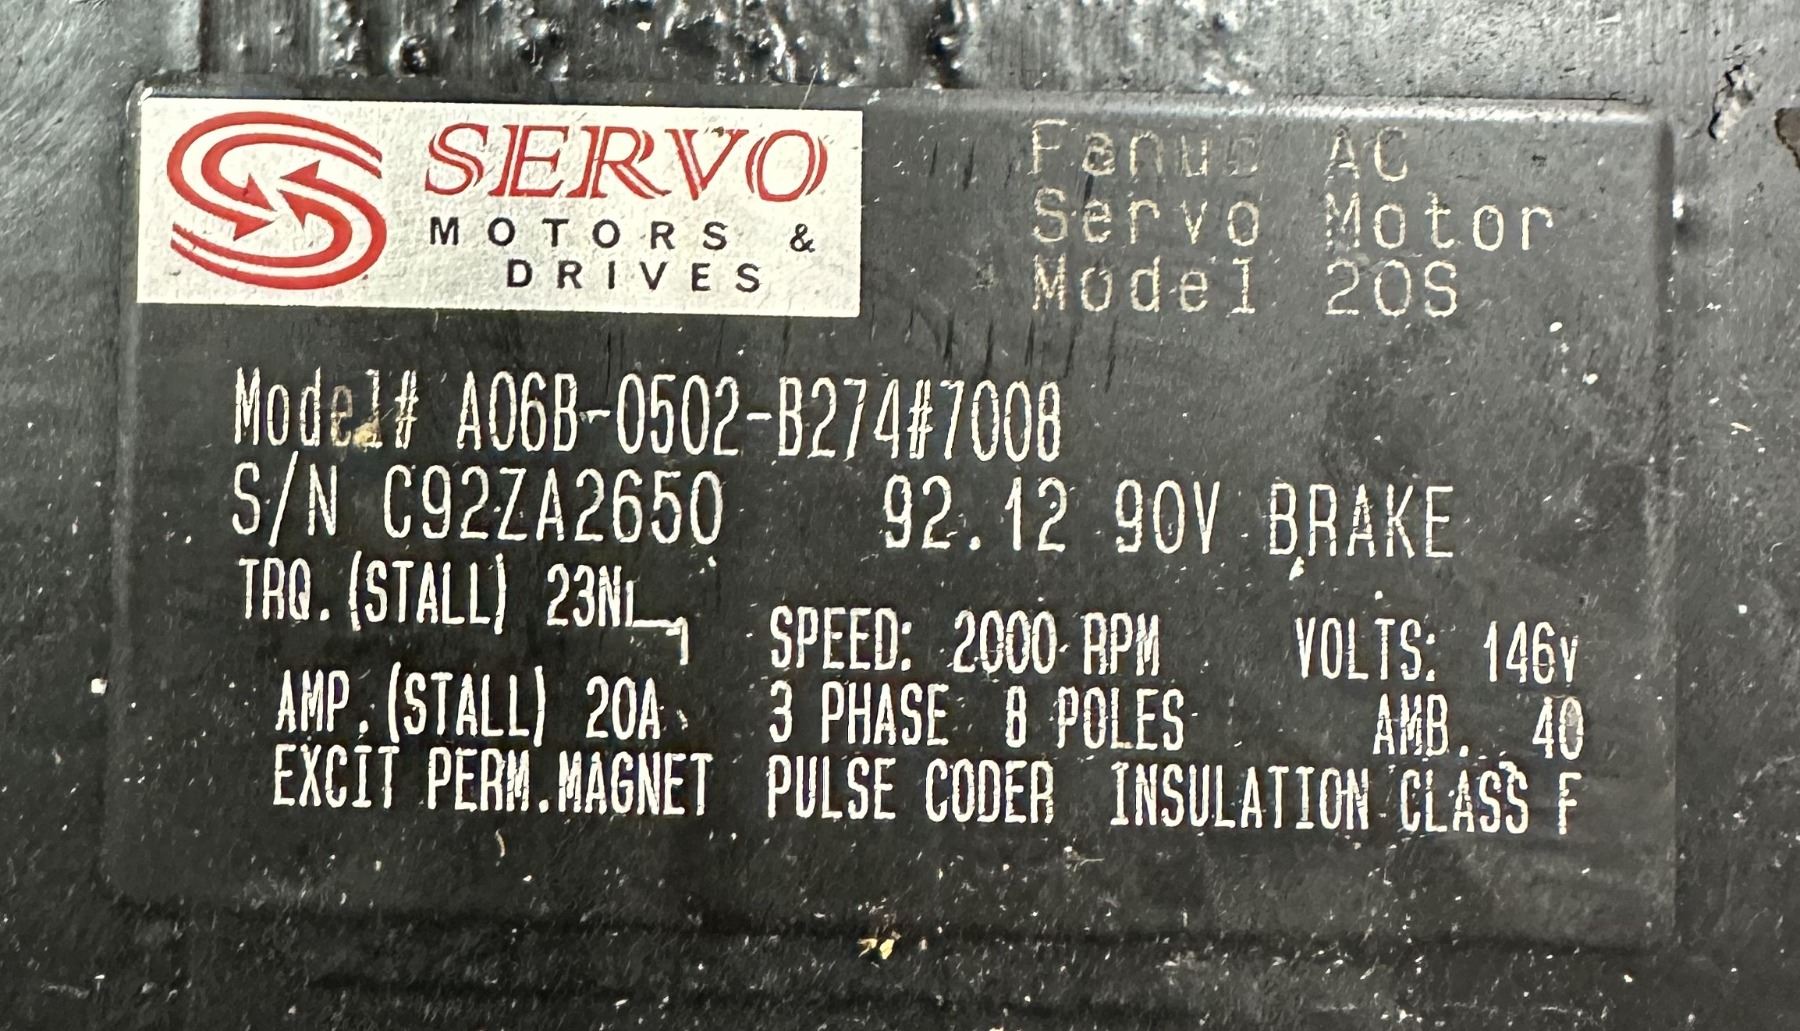 SERVO
MOTORS &
DRIVES
Fanuc AC
Servo Motor
Model 20S
Model# A06B-0502-B274#7008
S/N C92ZA2650 92.12 90V BRAKE
TRQ. (STALL)
SPEED: 2000 RPM VOLTS: 146v
AMP. (STALL) 20A 3 PHASE 8 POLES AMB. 40
EXCIT PERM.MAGNET PULSE CODER INSULATION CLASS F